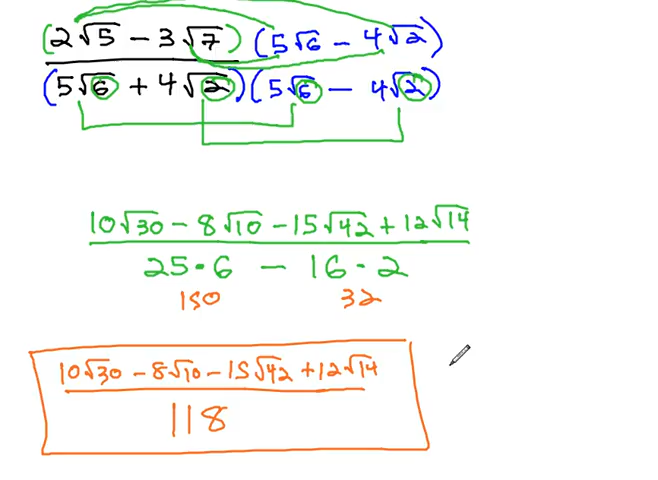 (2√5 − 3√7) (5√6 − 4√2)
(5√6 + 4√2)(5√6 − 4√2)
10√30 − 8√10 − 15√42 + 12√14
25·6 − 16·2
150 32
10√30 − 8√10 − 15√42 + 12√14
118